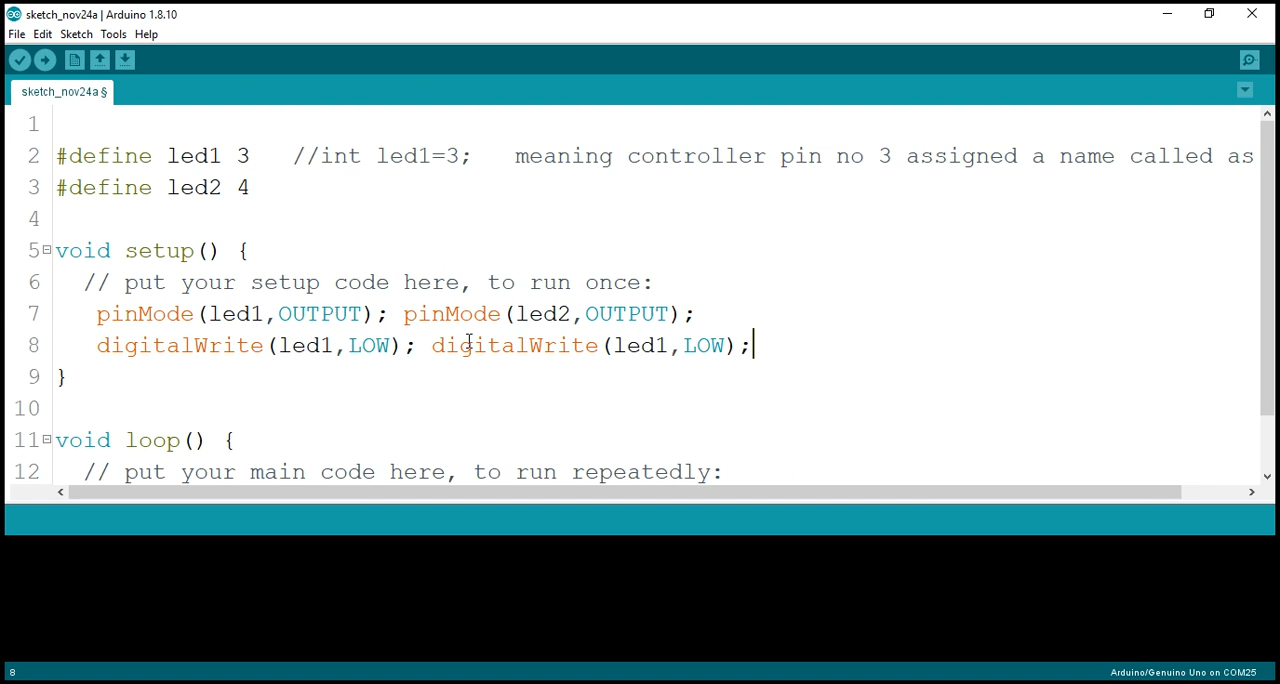 sketch_nov24a | Arduino 1.8.10
File Edit Sketch Tools Help
sketch_nov24a §
1
2 #define led1 3 //int led1=3; meaning controller pin no 3 assigned a name called as
3 #define led2 4
4
5 void setup() {
6 // put your setup code here, to run once:
7 pinMode(led1,OUTPUT); pinMode(led2,OUTPUT);
8 digitalWrite(led1,LOW); digitalWrite(led1,LOW);
9 }
10
11 void loop() {
12 // put your main code here, to run repeatedly:
8 Arduino/Genuino Uno on COM25